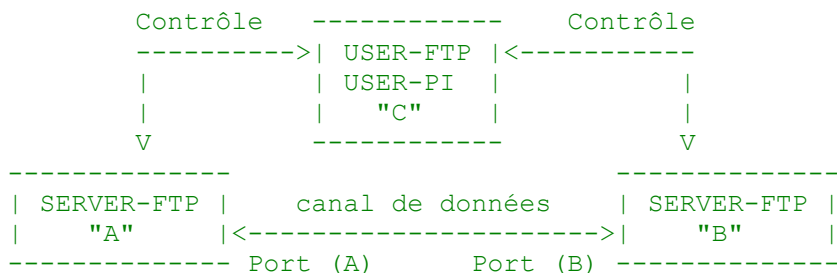 Contrôle ------------ Contrôle
---------->| USER-FTP |<-----------
| | USER-PI | |
| | "C" | |
V ------------ V
-------------- --------------
| SERVER-FTP | canal de données | SERVER-FTP |
| "A" |<---------------------->| "B" |
-------------- Port (A) Port (B) --------------